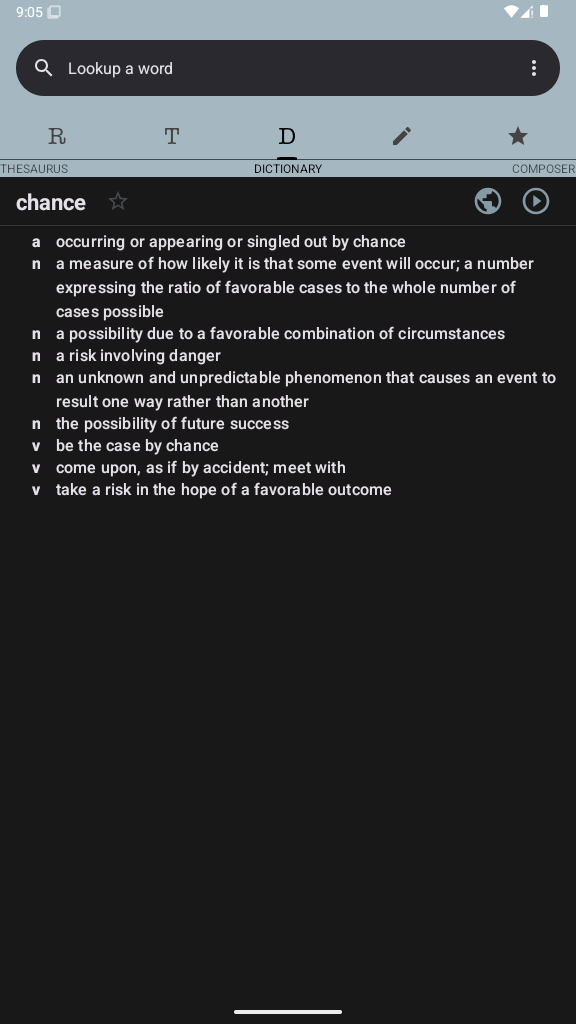 9:05
Lookup a word
R T D
THESAURUS DICTIONARY COMPOSER
chance
a occurring or appearing or singled out by chance
n a measure of how likely it is that some event will occur; a number
expressing the ratio of favorable cases to the whole number of
cases possible
n a possibility due to a favorable combination of circumstances
n a risk involving danger
n an unknown and unpredictable phenomenon that causes an event to
result one way rather than another
n the possibility of future success
v be the case by chance
v come upon, as if by accident; meet with
v take a risk in the hope of a favorable outcome